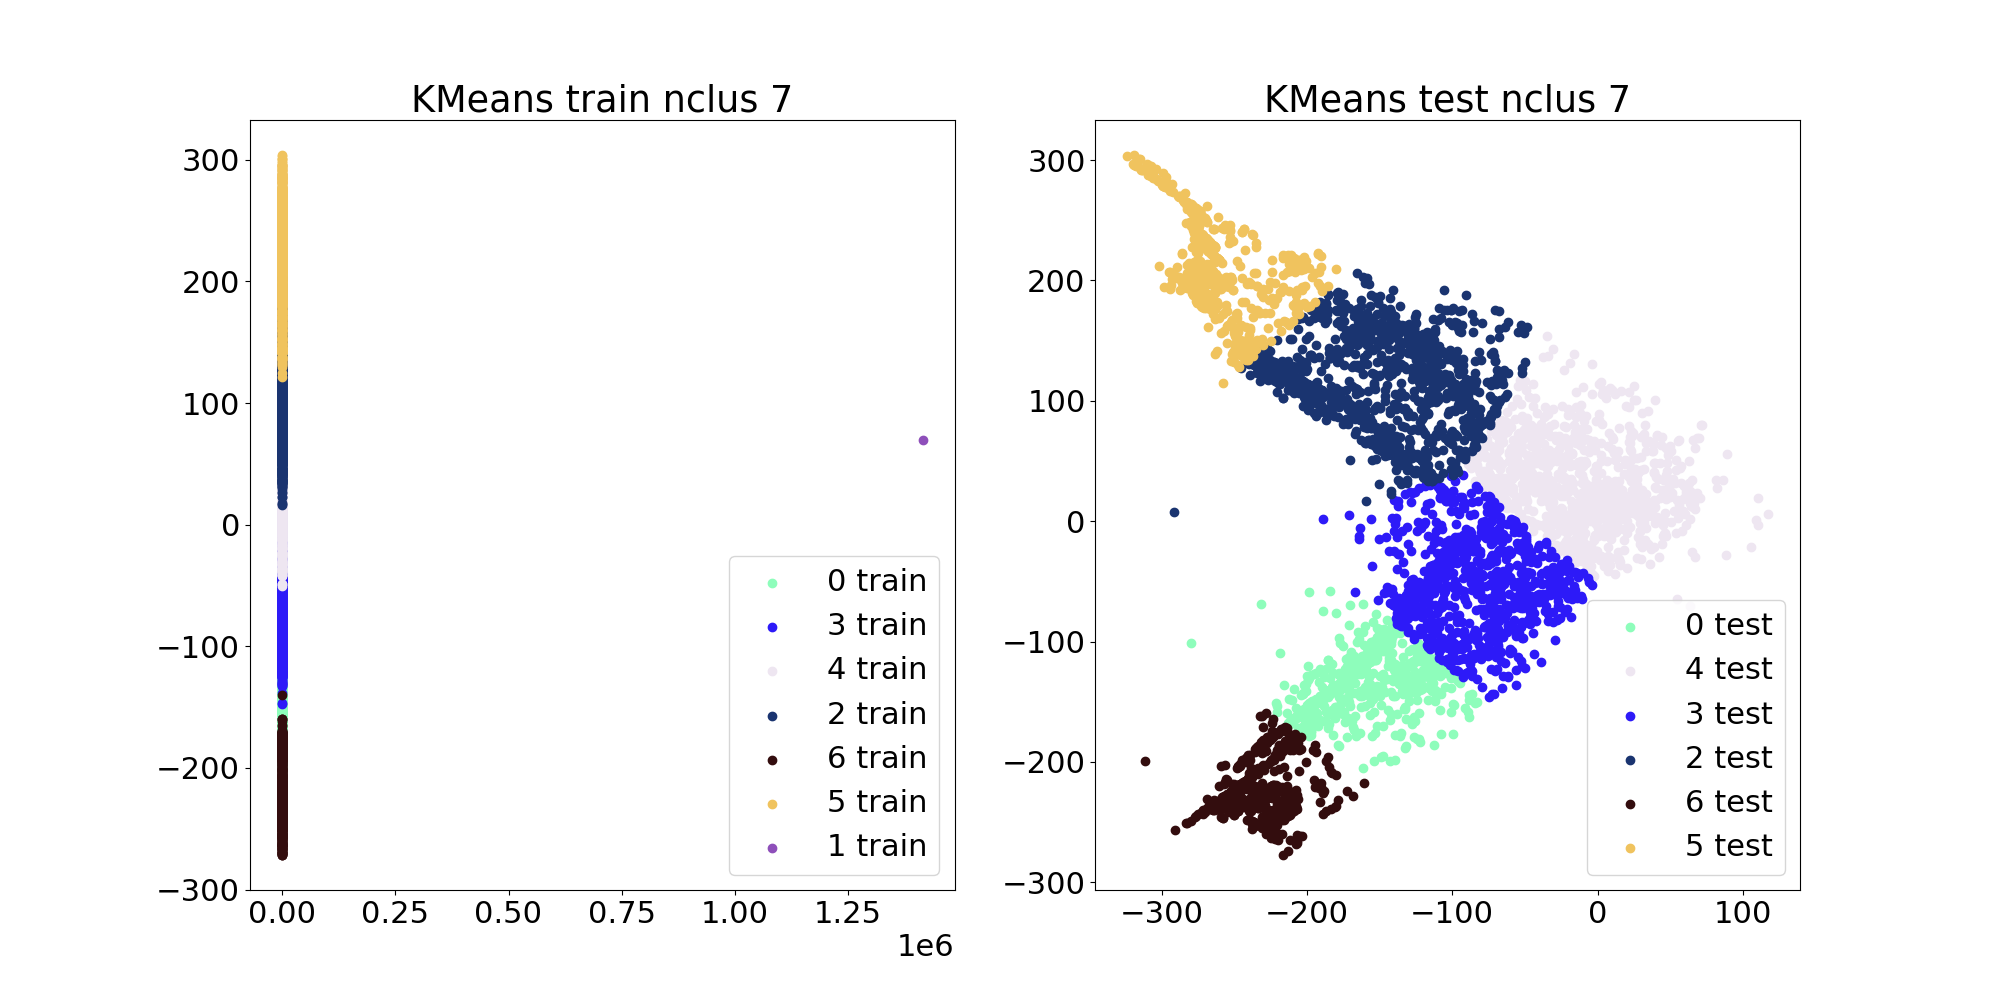 KMeans train nclus 7
300
200
100
0
−100
−200
−300
0.00 0.25 0.50 0.75 1.00 1.25
1e6
0 train
3 train
4 train
2 train
6 train
5 train
1 train
KMeans test nclus 7
300
200
100
0
−100
−200
−300
−300 −200 −100 0 100
0 test
4 test
3 test
2 test
6 test
5 test